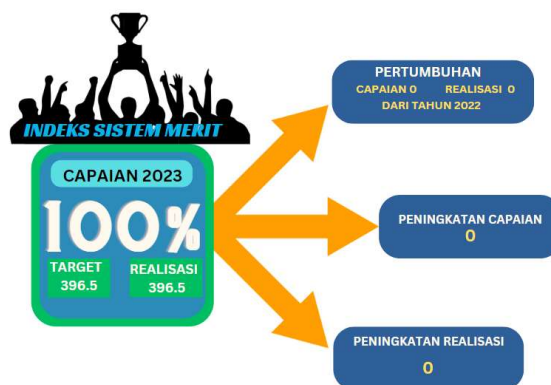 INDEKS SISTEM MERIT
CAPAIAN 2023
100%
TARGET
396.5
REALISASI
396.5
PERTUMBUHAN
CAPAIAN 0 REALISASI 0
DARI TAHUN 2022
PENINGKATAN CAPAIAN
0
PENINGKATAN REALISASI
0